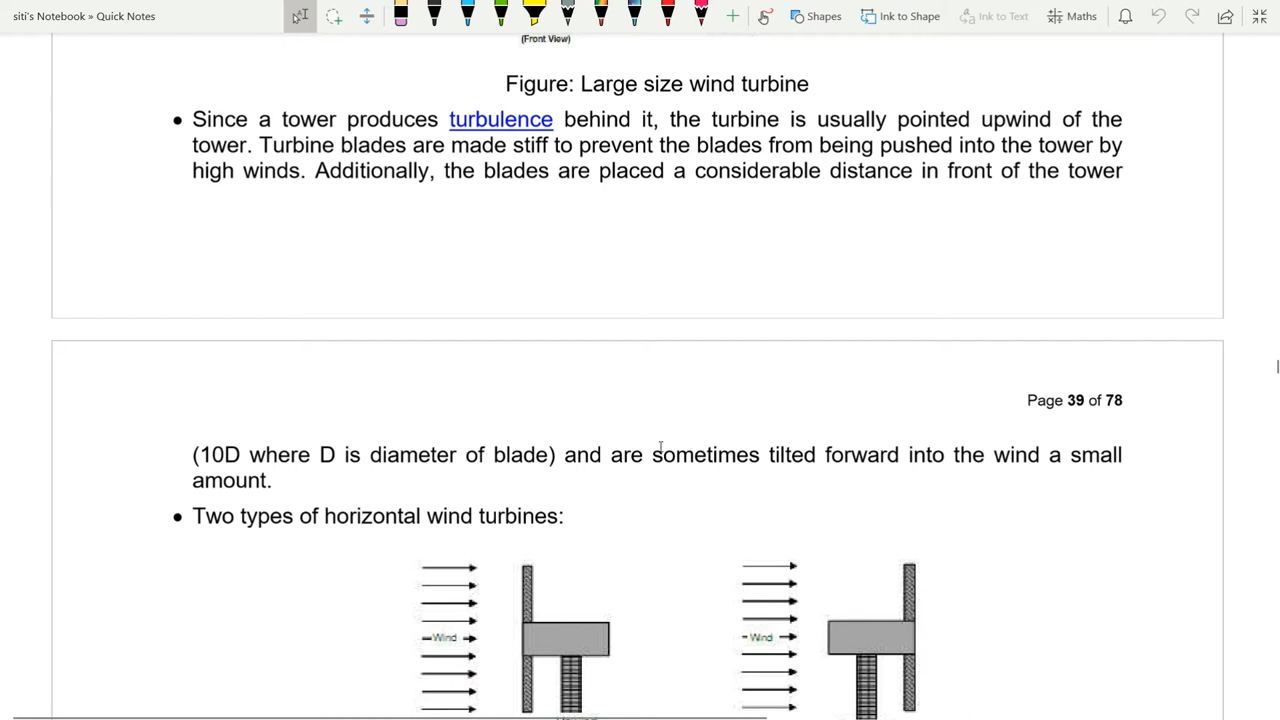 siti's Notebook » Quick Notes
Shapes
Ink to Shape
Ink to Text
Maths
(Front View)
Figure: Large size wind turbine
• Since a tower produces turbulence behind it, the turbine is usually pointed upwind of the
tower. Turbine blades are made stiff to prevent the blades from being pushed into the tower by
high winds. Additionally, the blades are placed a considerable distance in front of the tower
Page 39 of 78
(10D where D is diameter of blade) and are sometimes tilted forward into the wind a small
amount.
• Two types of horizontal wind turbines:
Wind
Wind